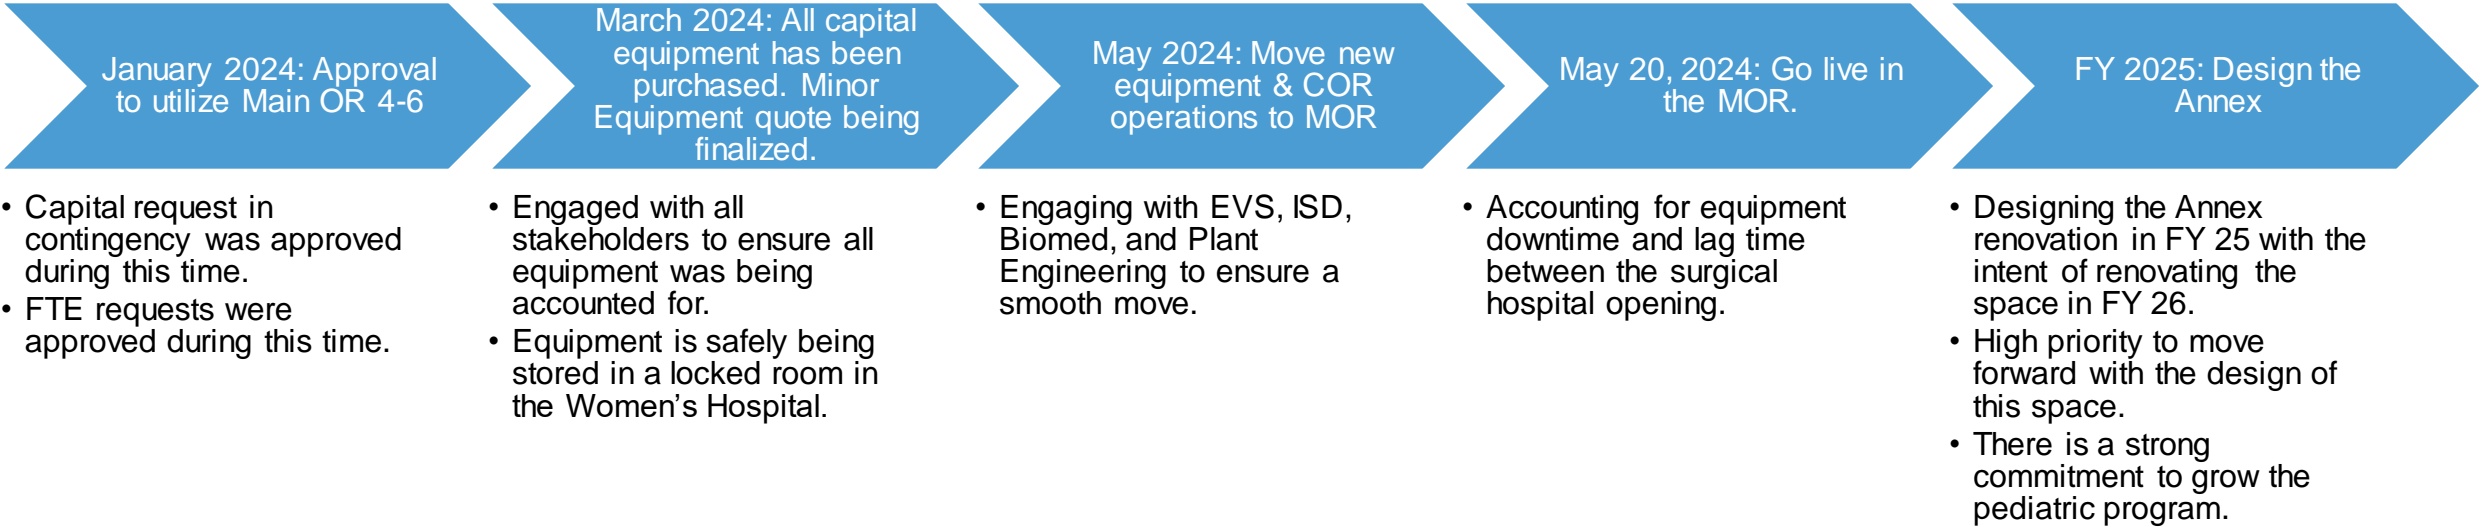 January 2024: Approval
to utilize Main OR 4-6
March 2024: All capital
equipment has been
purchased. Minor
Equipment quote being
finalized.
May 2024: Move new
equipment & COR
operations to MOR
May 20, 2024: Go live in
the MOR.
FY 2025: Design the
Annex
• Capital request in
contingency was approved
during this time.
• FTE requests were
approved during this time.
• Engaged with all
stakeholders to ensure all
equipment was being
accounted for.
• Equipment is safely being
stored in a locked room in
the Women’s Hospital.
• Engaging with EVS, ISD,
Biomed, and Plant
Engineering to ensure a
smooth move.
• Accounting for equipment
downtime and lag time
between the surgical
hospital opening.
• Designing the Annex
renovation in FY 25 with the
intent of renovating the
space in FY 26.
• High priority to move
forward with the design of
this space.
• There is a strong
commitment to grow the
pediatric program.